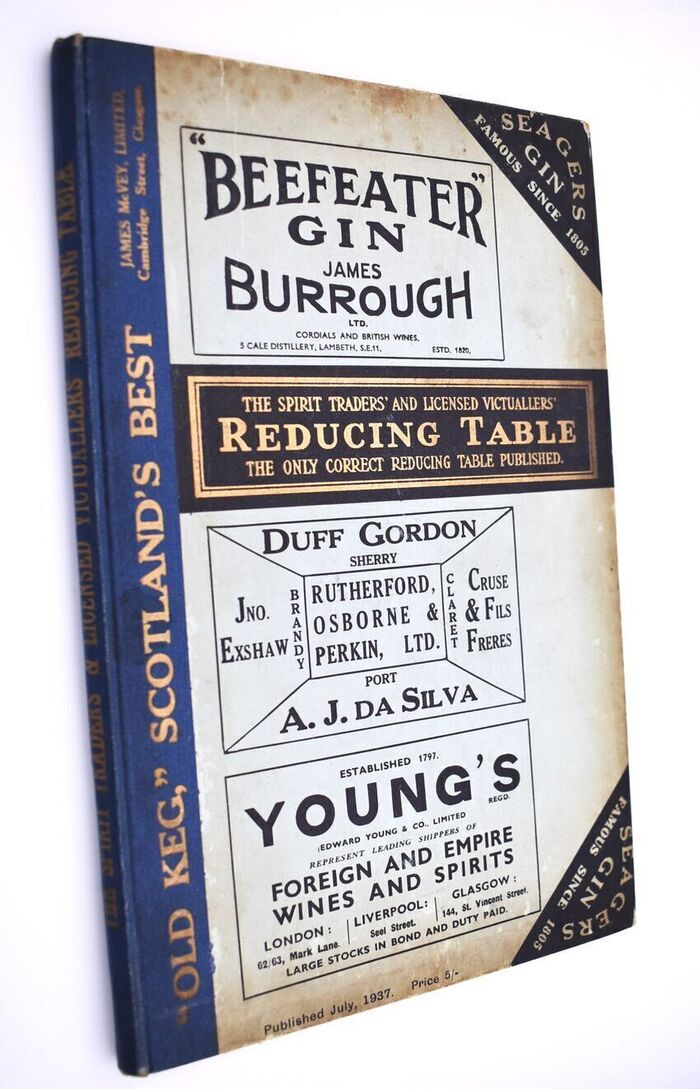 THE SPIRIT TRADERS & LICENSED VICTUALLERS REDUCING TABLE
"OLD KEG," SCOTLAND'S BEST
JAMES McVEY, LIMITED,
Cambridge Street, Glasgow.
SEAGERS
GIN
FAMOUS SINCE 1805
"BEEFEATER"
GIN
JAMES
BURROUGH
LTD.
CORDIALS AND BRITISH WINES.
5 CALE DISTILLERY, LAMBETH, S.E.11. ESTD. 1820.
THE SPIRIT TRADERS' AND LICENSED VICTUALLERS'
REDUCING TABLE
THE ONLY CORRECT REDUCING TABLE PUBLISHED.
DUFF GORDON
SHERRY
JNO.
EXSHAW
BRANDY
RUTHERFORD,
OSBORNE &
PERKIN, LTD.
CLARET
CRUSE
& FILS
FRERES
PORT
A. J. DA SILVA
ESTABLISHED 1797.
YOUNG'S
REGD.
(EDWARD YOUNG & CO., LIMITED
REPRESENT LEADING SHIPPERS OF
FOREIGN AND EMPIRE
WINES AND SPIRITS
LONDON:
62/63, Mark Lane.
LIVERPOOL:
Seel Street.
GLASGOW:
144, St. Vincent Street.
LARGE STOCKS IN BOND AND DUTY PAID.
SEAGERS
GIN
FAMOUS SINCE 1805
Published July, 1937. Price 5/-